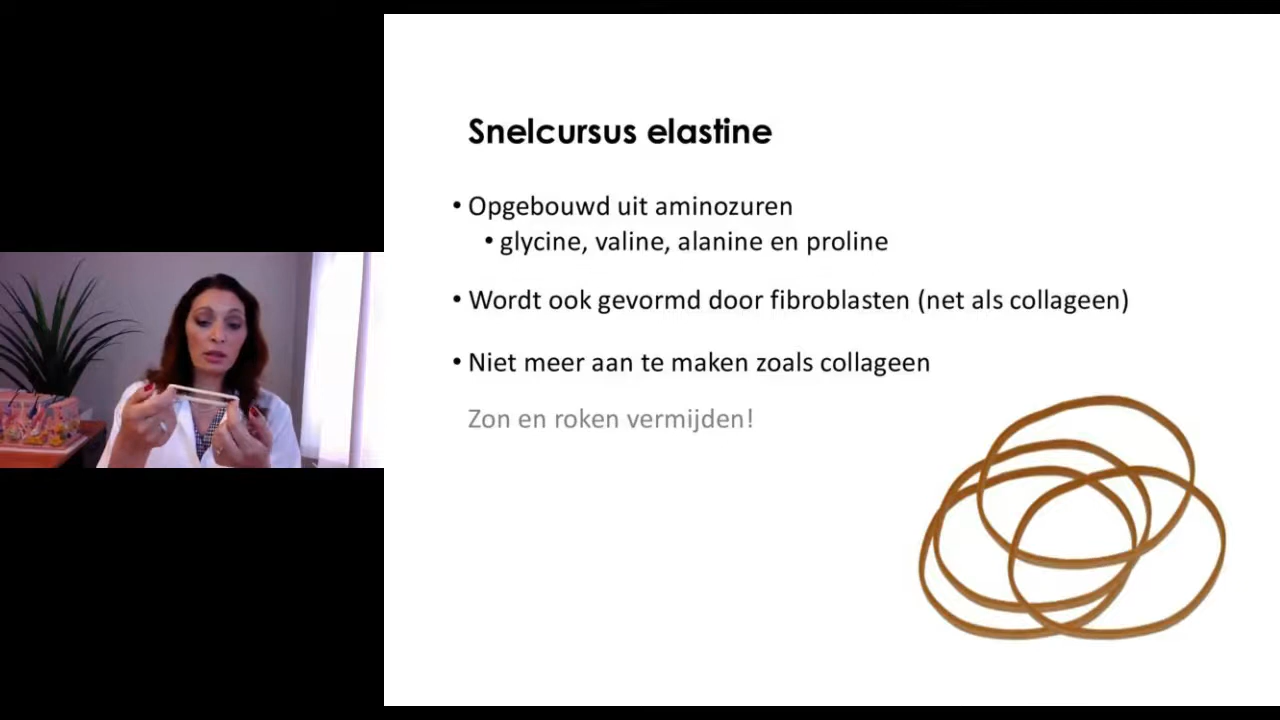 Snelcursus elastine
• Opgebouwd uit aminozuren
• glycine, valine, alanine en proline
• Wordt ook gevormd door fibroblasten (net als collageen)
• Niet meer aan te maken zoals collageen
Zon en roken vermijden!